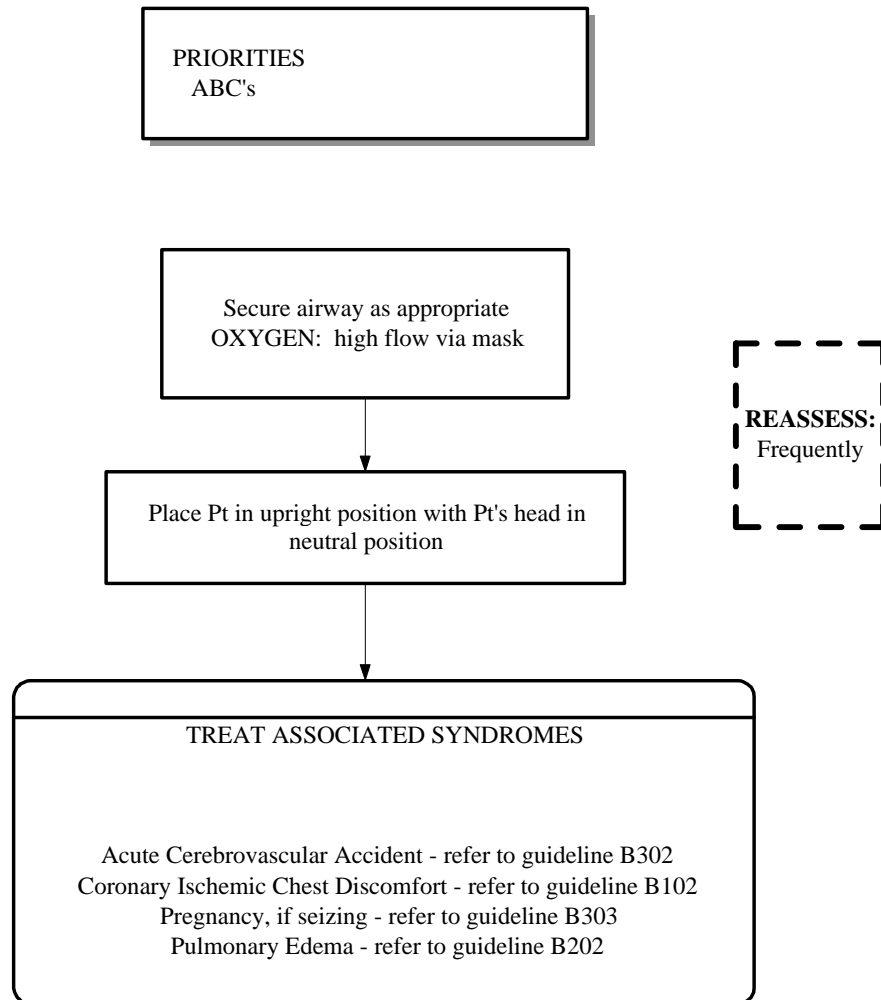 PRIORITIES
ABC's
Secure airway as appropriate
OXYGEN:  high flow via mask
REASSESS:
Frequently
Place Pt in upright position with Pt's head in
neutral position
TREAT ASSOCIATED SYNDROMES
Acute Cerebrovascular Accident - refer to guideline B302
Coronary Ischemic Chest Discomfort - refer to guideline B102
Pregnancy, if seizing - refer to guideline B303
Pulmonary Edema - refer to guideline B202